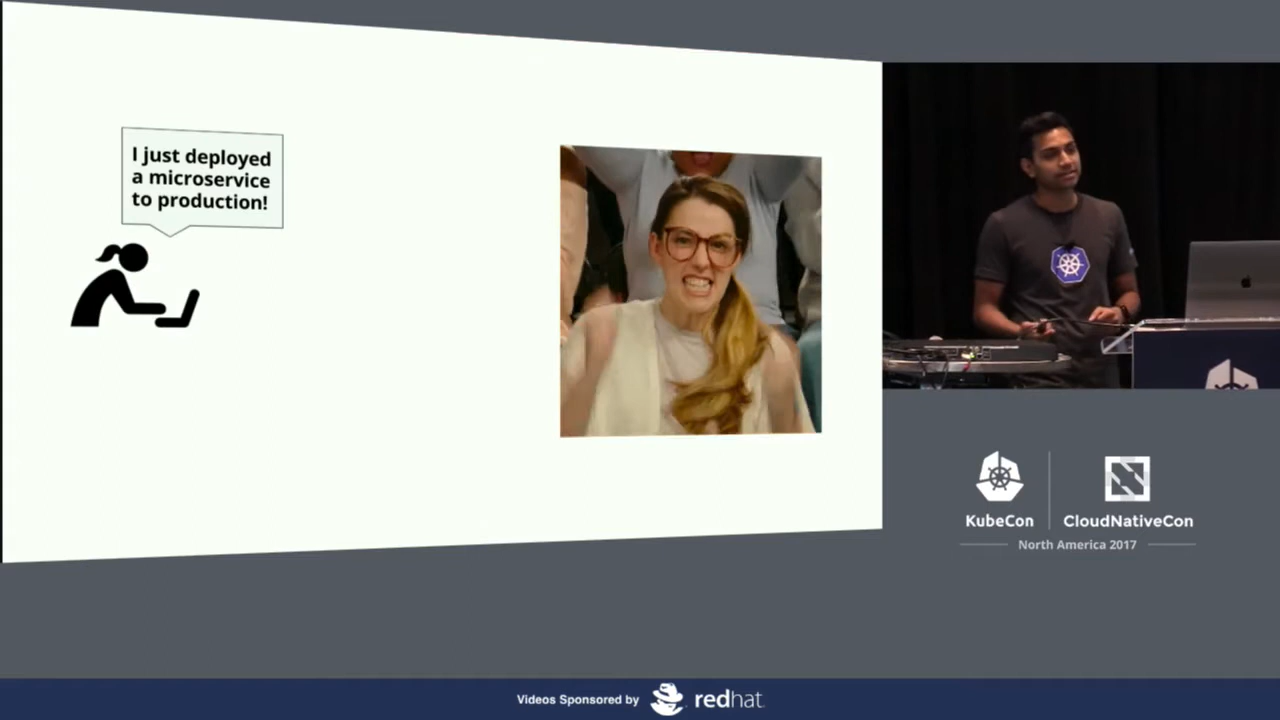 I just deployed
a microservice
to production!
KubeCon
CloudNativeCon
North America 2017
Videos Sponsored by
redhat